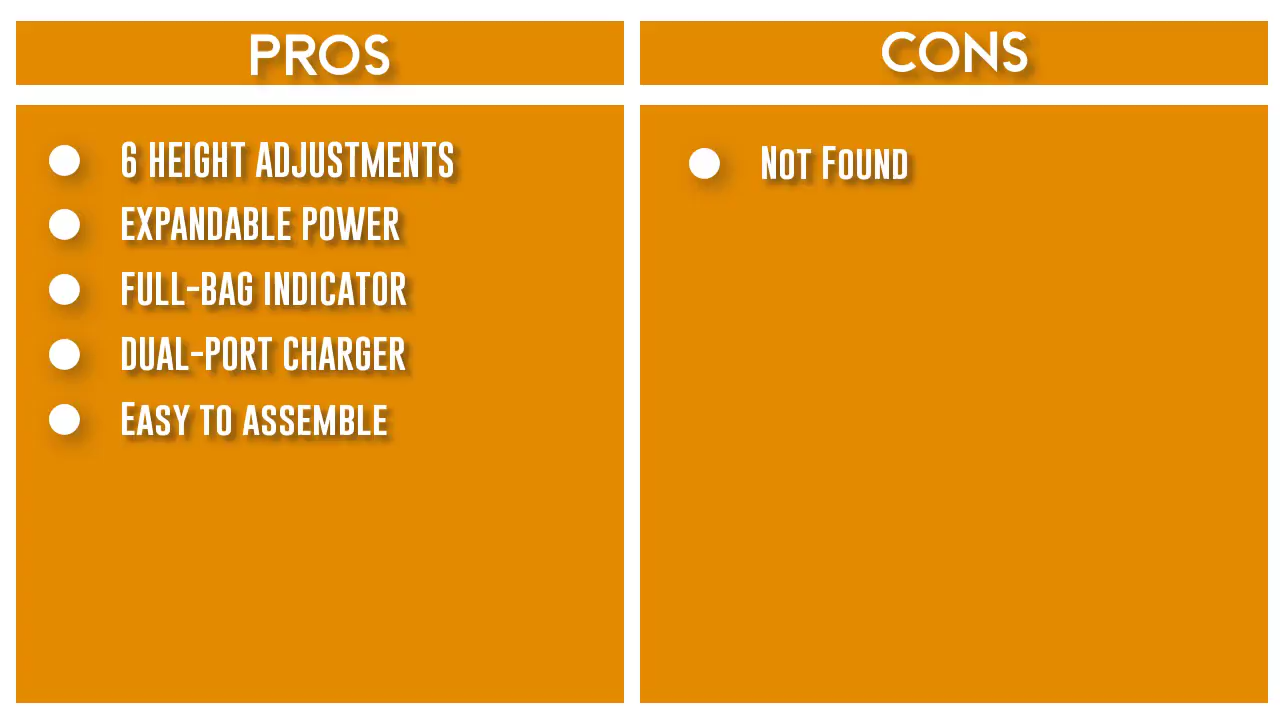 PROS
6 HEIGHT ADJUSTMENTS
EXPANDABLE POWER
FULL-BAG INDICATOR
DUAL-PORT CHARGER
EASY TO ASSEMBLE
CONS
NOT FOUND